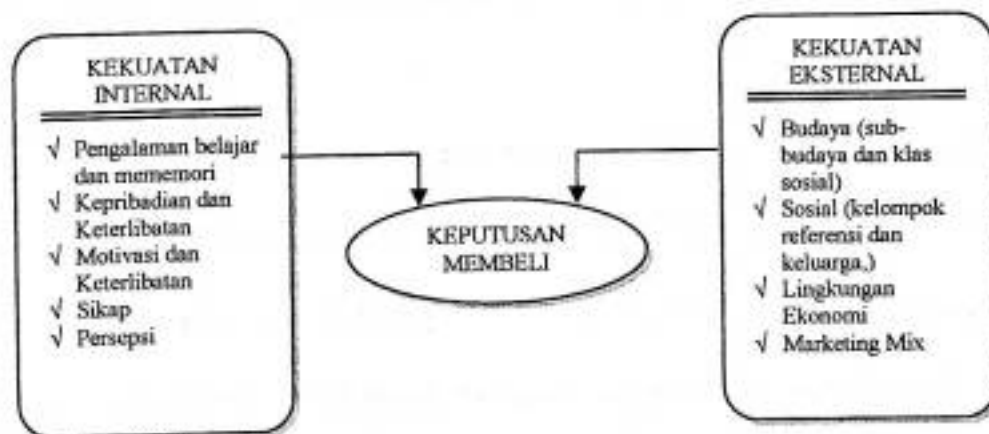 KEKUATAN
INTERNAL
√ Pengalaman belajar
dan mememori
√ Kepribadian dan
Keterlibatan
√ Motivasi dan
Keterlibatan
√ Sikap
√ Persepsi
KEPUTUSAN
MEMBELI
KEKUATAN
EKSTERNAL
√ Budaya (sub-
budaya dan klas
sosial)
√ Sosial (kelompok
referensi dan
keluarga,)
√ Lingkungan
Ekonomi
√ Marketing Mix